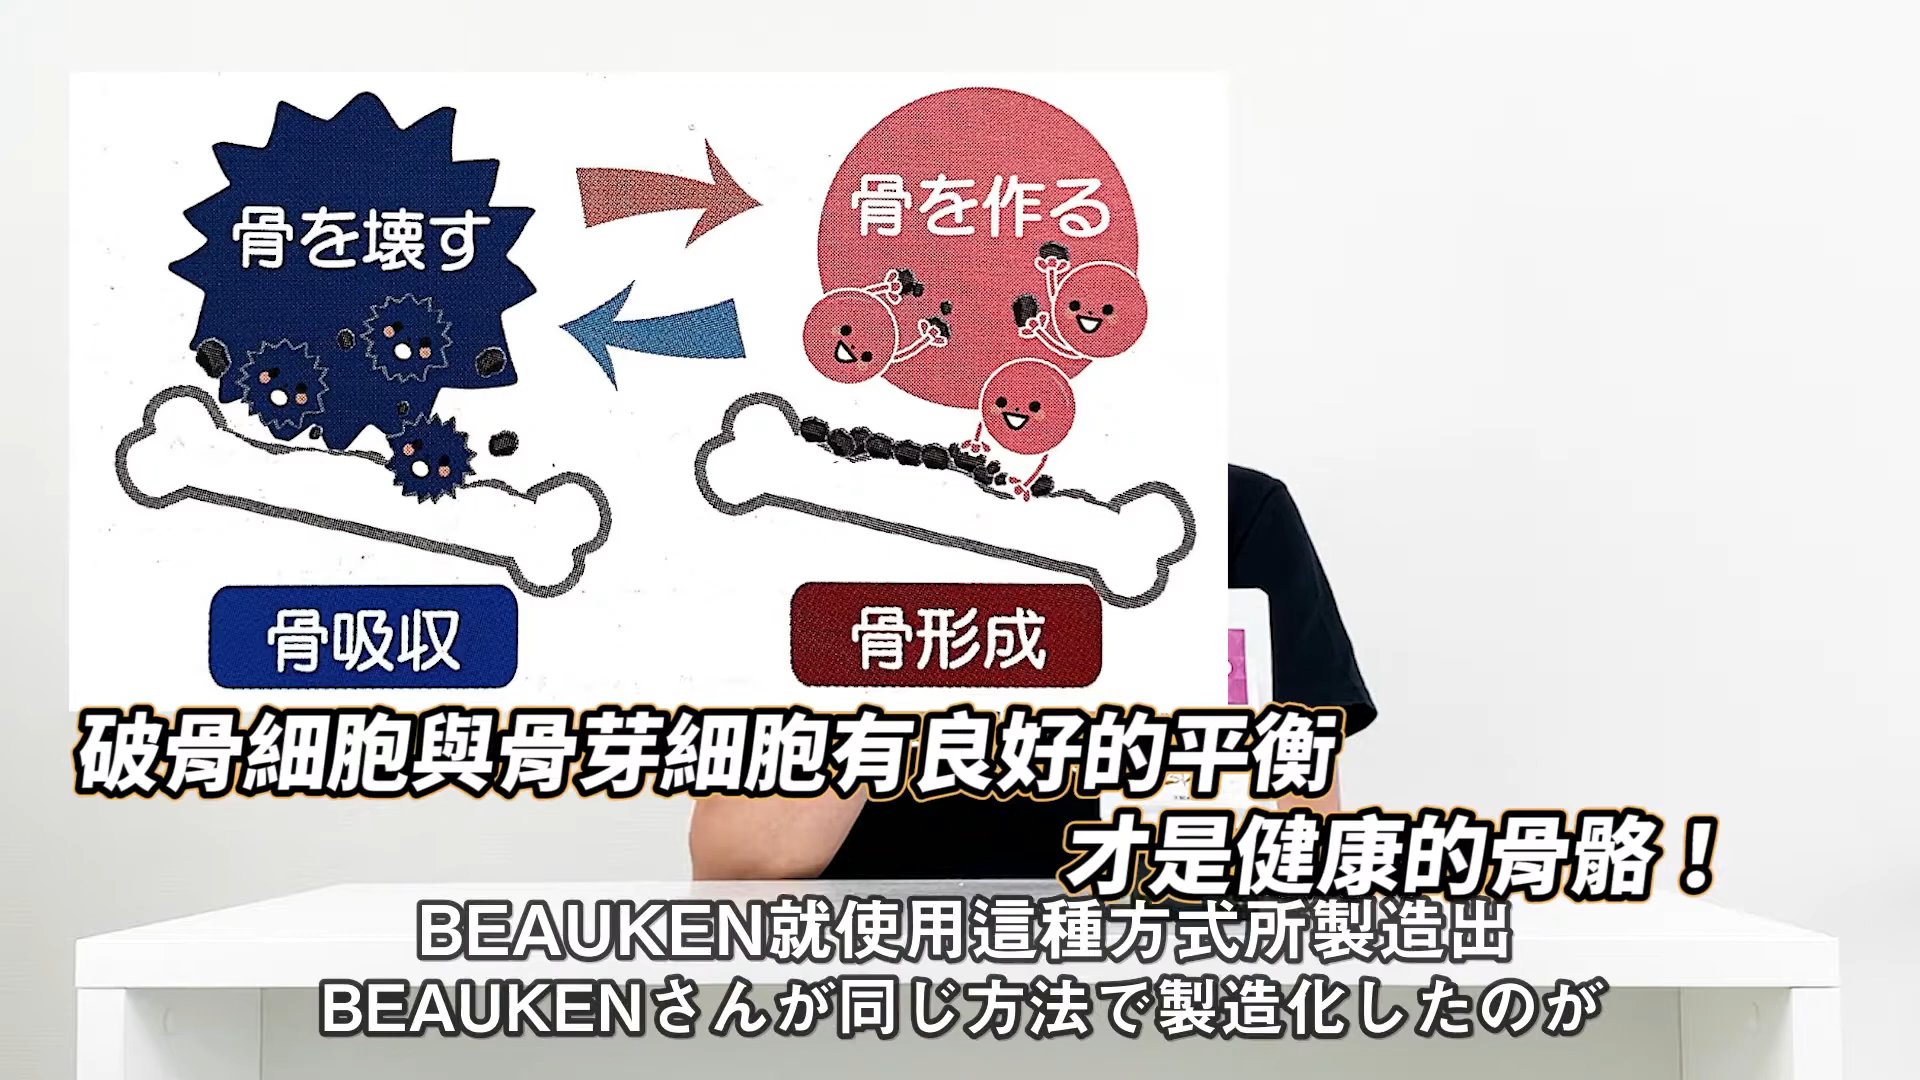 骨を壊す
骨を作る
骨吸収
骨形成
破骨細胞與骨芽細胞有良好的平衡
才是健康的骨骼！
BEAUKEN就使用這種方式所製造出
BEAUKENさんが同じ方法で製造化したのが